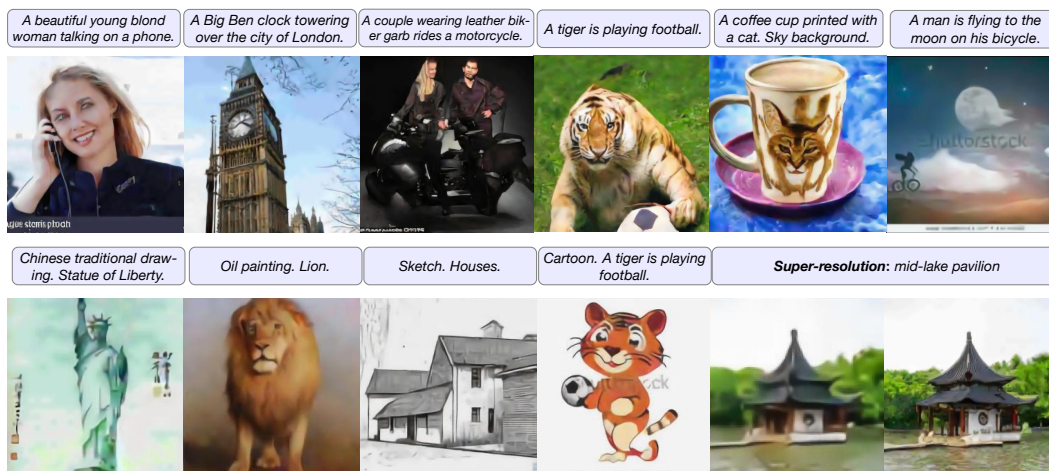 A beautiful young blond
woman talking on a phone.
A Big Ben clock towering
over the city of London.
A couple wearing leather bik-
er garb rides a motorcycle.
A tiger is playing football.
A coffee cup printed with
a cat. Sky background.
A man is flying to the
moon on his bicycle.
Chinese traditional draw-
ing. Statue of Liberty.
Oil painting. Lion.
Sketch. Houses.
Cartoon. A tiger is playing
football.
Super-resolution: mid-lake pavilion